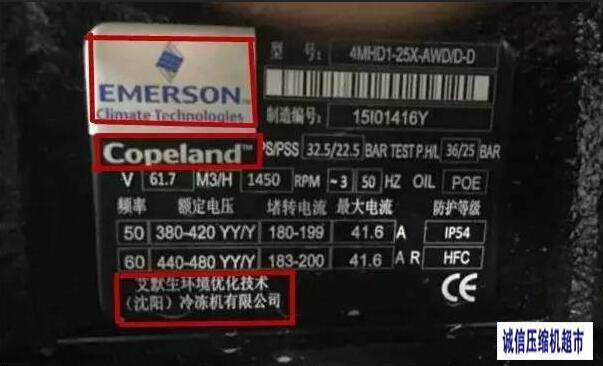 EMERSON
Climate Technologies
型 号: 4MHD1-25X-AWD/D-D
制造编号: 15I01416Y
Copeland™ PS/PSS 32.5/22.5 BAR TEST P.H/L 36/25 BAR
V 61.7 M3/H 1450 RPM ~3 50 HZ OIL POE
频率 额定电压 堵转电流 最大电流 防护等级
50 380-420 YY/Y 180-199 41.6 A IP54
60 440-480 YY/Y 183-200 41.6 A R HFC
艾默生环境优化技术
(沈阳)冷冻机有限公司
CE
诚信压缩机超市